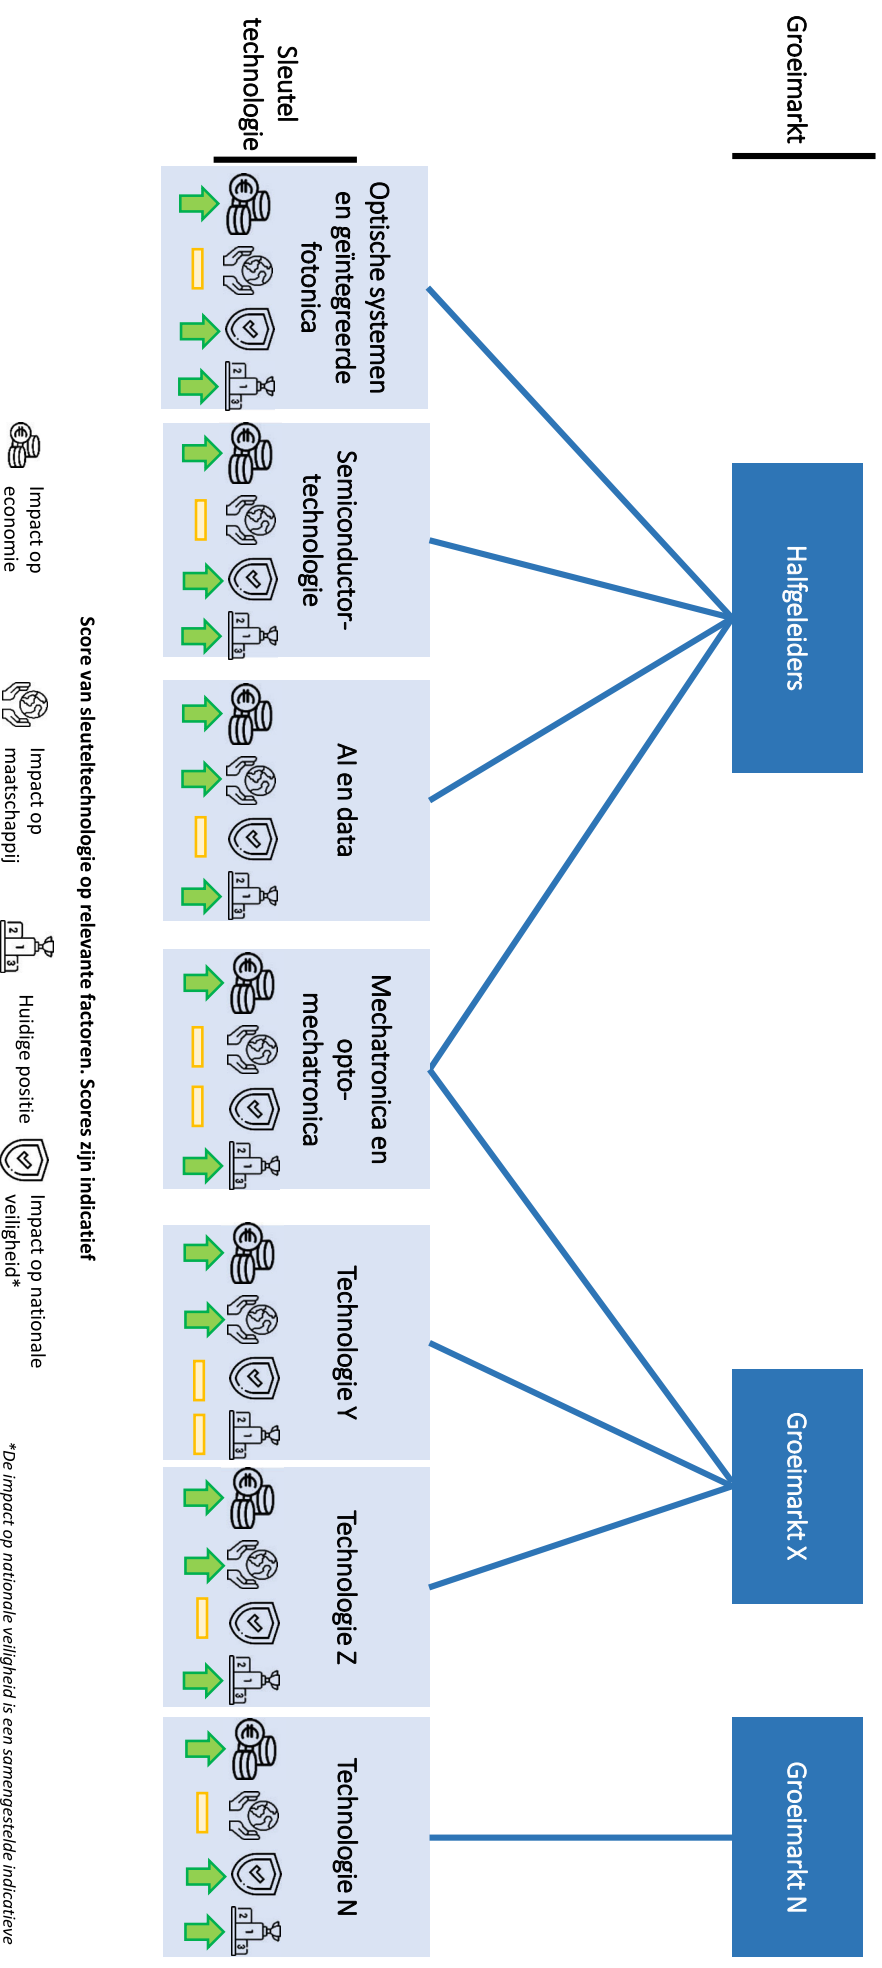 Groeimarkt
Halfgeleiders
Groeimarkt X
Groeimarkt N
Sleutel
technologie
Optische systemen
en geïntegreerde
fotonica
Semiconductor-
technologie
AI en data
Mechatronica en
opto-
mechatronica
Technologie Y
Technologie Z
Technologie N
Score van sleuteltechnologie op relevante factoren. Scores zijn indicatief
Impact op
economie
Impact op
maatschappij
Huidige positie
Impact op nationale
veiligheid*
*De impact op nationale veiligheid is een samengestelde indicatieve